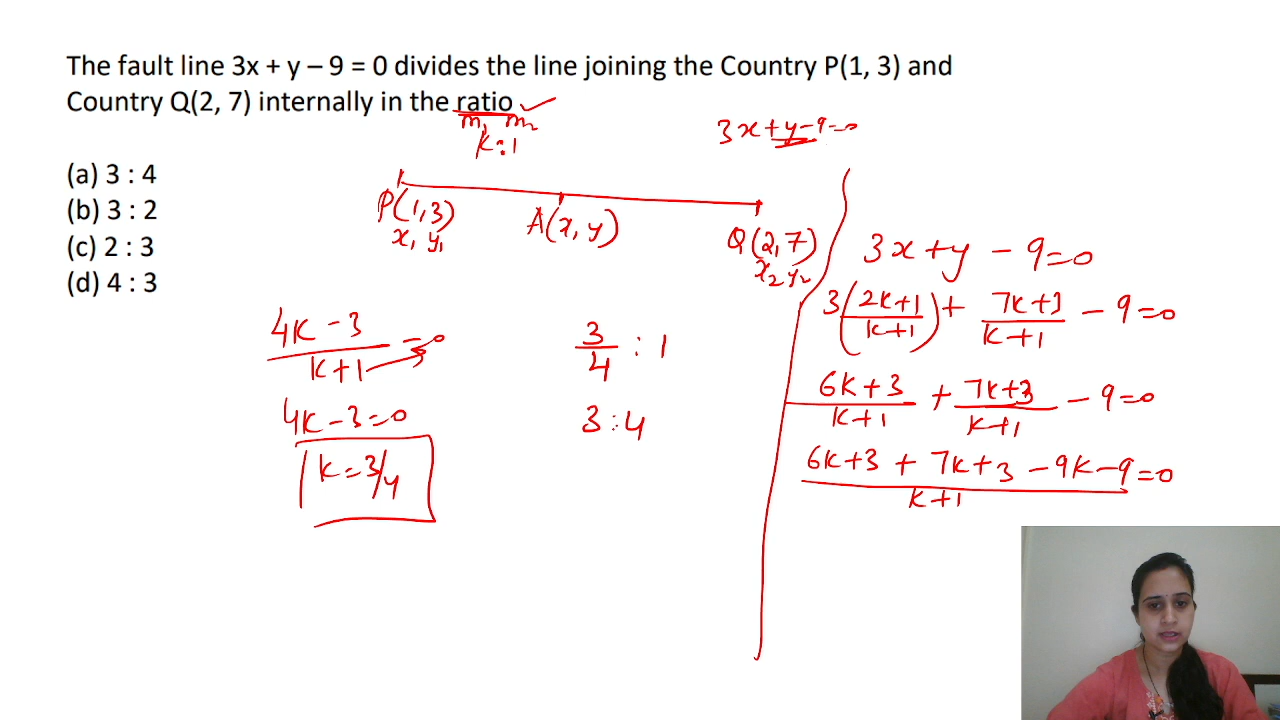 The fault line 3x + y – 9 = 0 divides the line joining the Country P(1, 3) and
Country Q(2, 7) internally in the ratio
m₁ m₂
k:1
3x+y-9=0
(a) 3 : 4
(b) 3 : 2
(c) 2 : 3
(d) 4 : 3
P(1,3)
x, y₁
A(x, y)
Q(2,7)
x₂ y₂
4k-3/k+1 = 0
4k-3=0
k=3/4
3/4 : 1
3:4
3x+y-9=0
3(2k+1/k+1)+ 7k+3/k+1 -9=0
6k+3/k+1 + 7k+3/k+1 -9=0
6k+3 + 7k+3 -9k-9=0
k+1